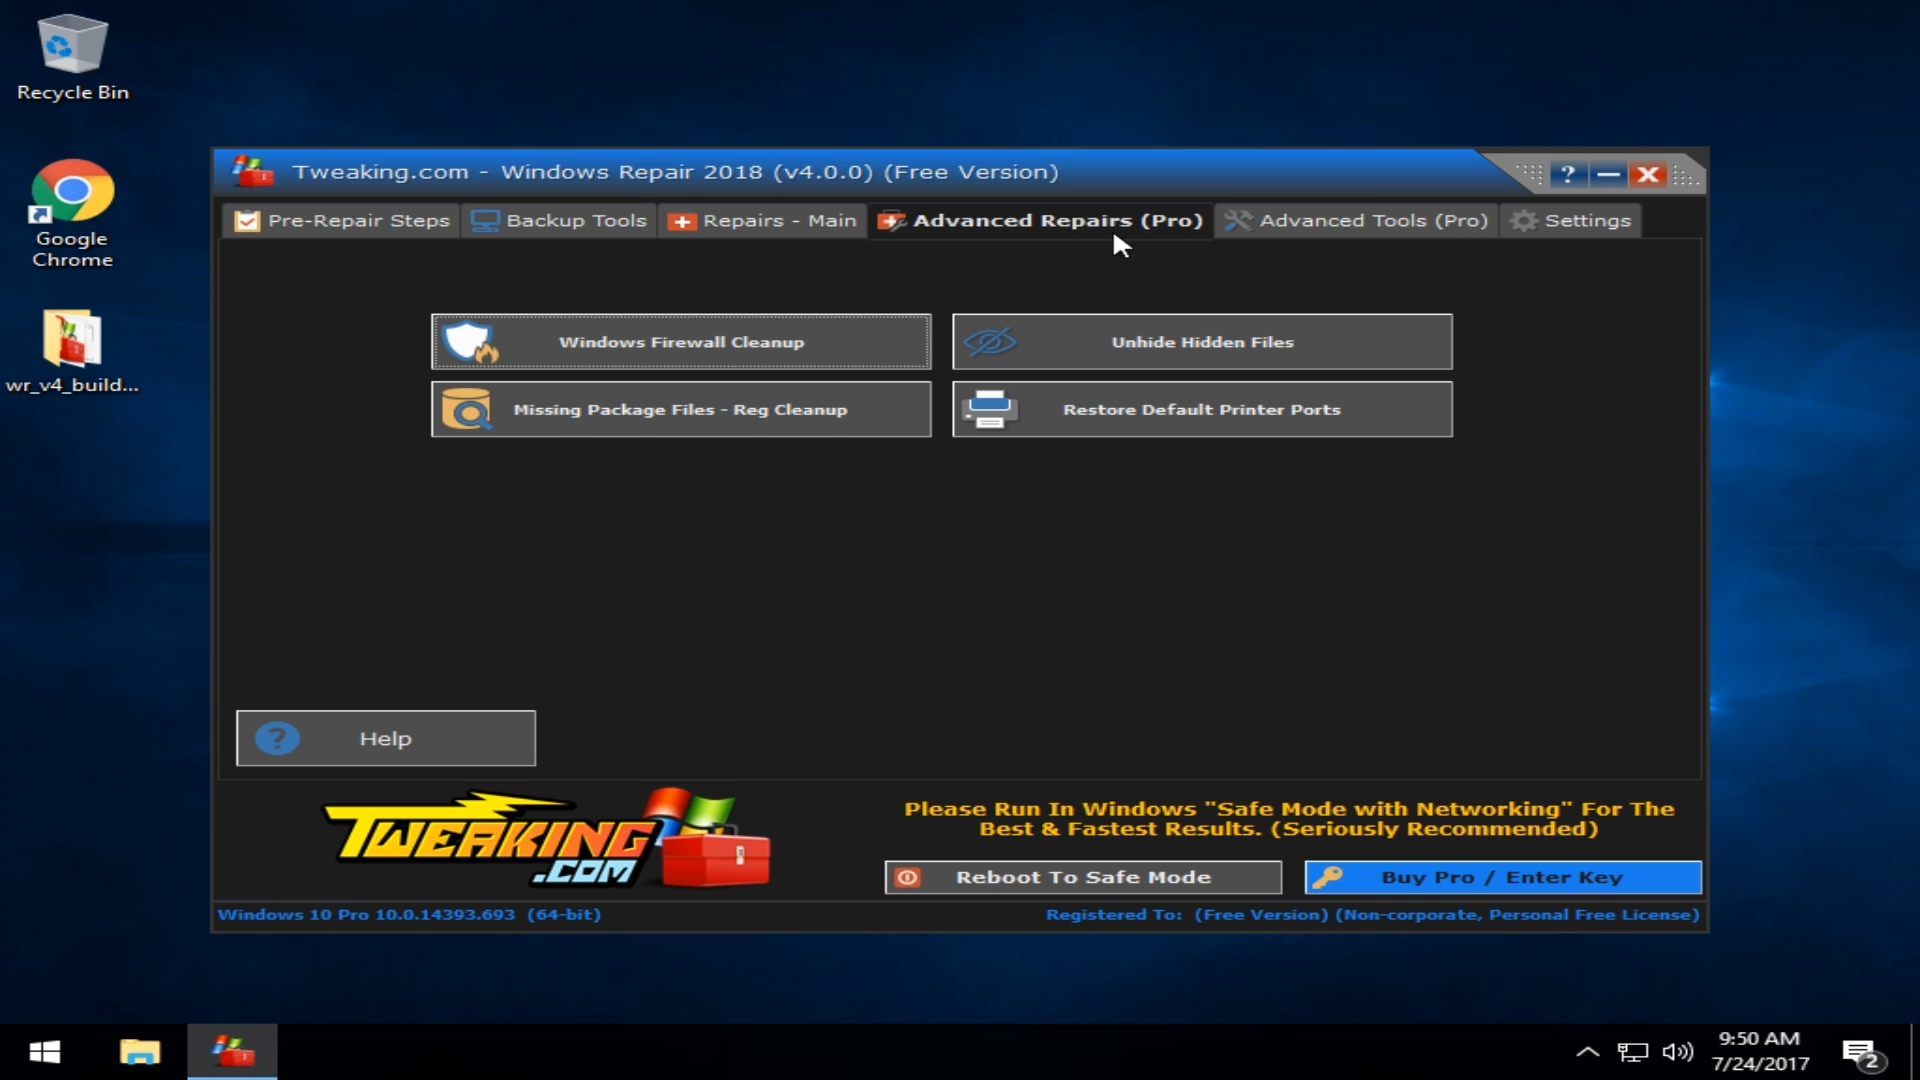 Recycle Bin
Google
Chrome
wr_v4_build...
Tweaking.com - Windows Repair 2018 (v4.0.0) (Free Version)
?
Pre-Repair Steps
Backup Tools
Repairs - Main
Advanced Repairs (Pro)
Advanced Tools (Pro)
Settings
Windows Firewall Cleanup
Unhide Hidden Files
Missing Package Files - Reg Cleanup
Restore Default Printer Ports
? Help
TWEAKING
.COM
Please Run In Windows "Safe Mode with Networking" For The
Best & Fastest Results. (Seriously Recommended)
Reboot To Safe Mode
Buy Pro / Enter Key
Windows 10 Pro 10.0.14393.693 (64-bit)
Registered To: (Free Version) (Non-corporate, Personal Free License)
9:50 AM
7/24/2017
2